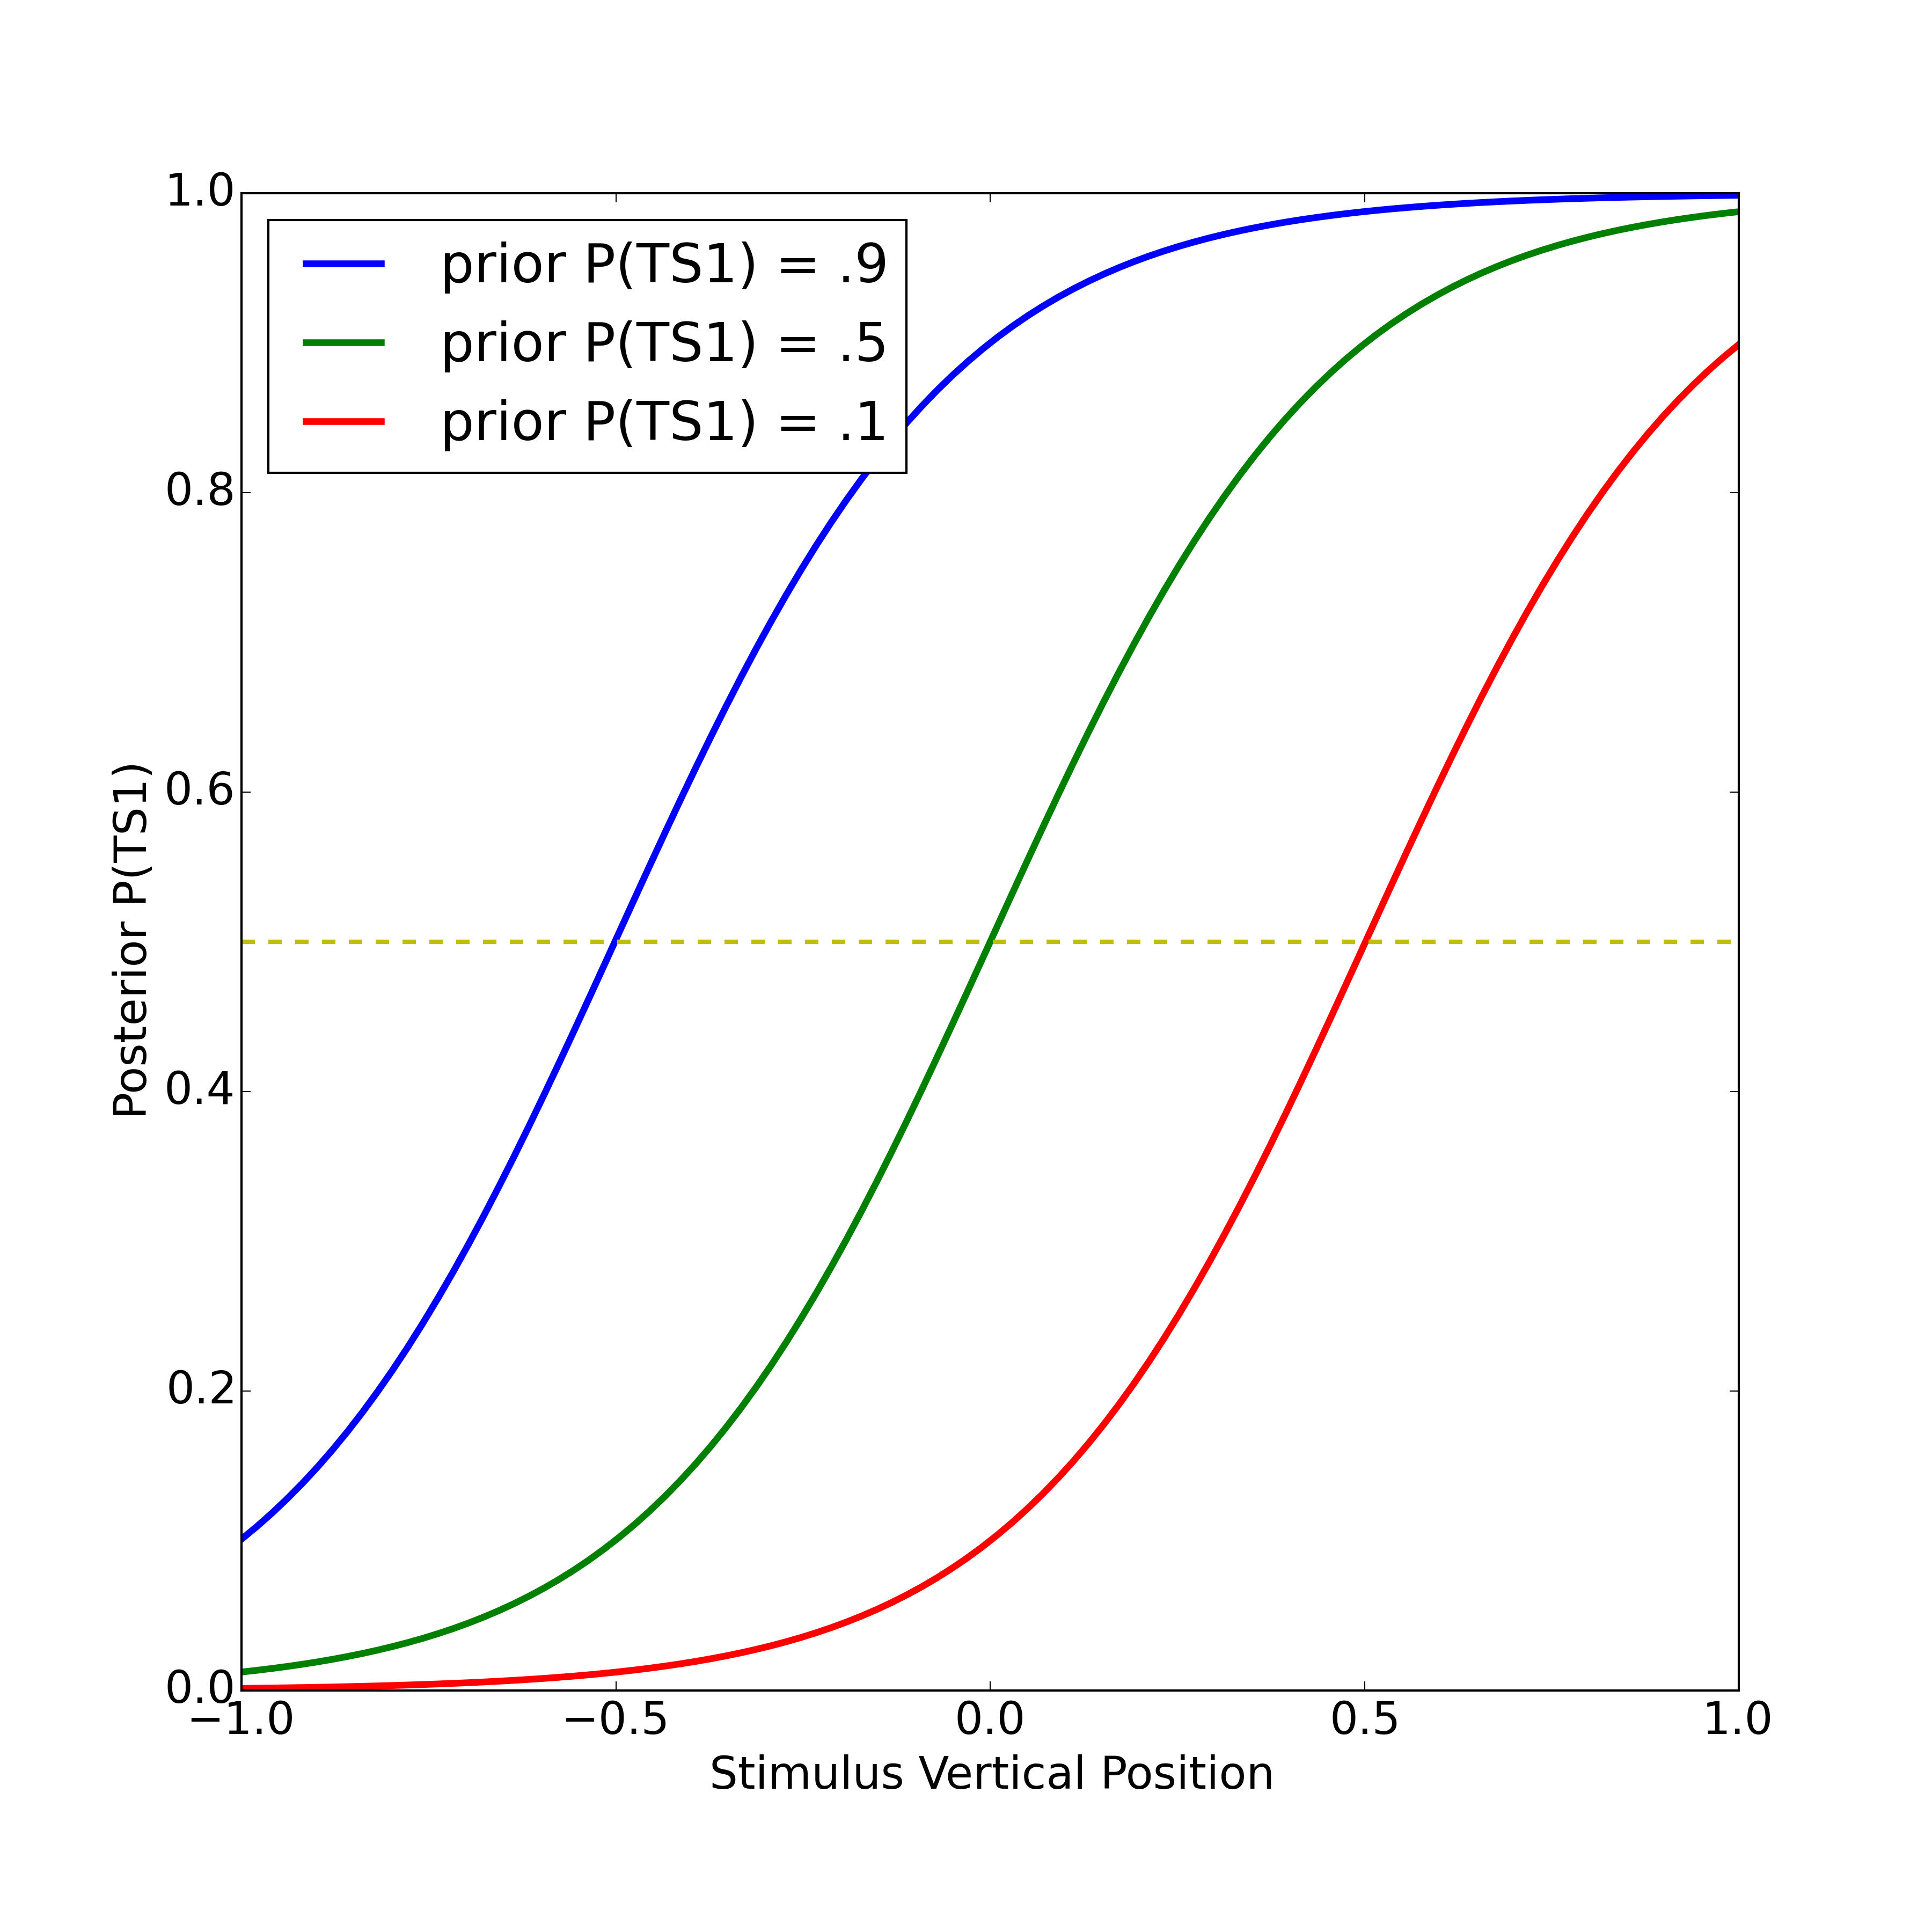 1.0
prior P(TS1) = .9
prior P(TS1) = .5
prior P(TS1) = .1
0.8
0.6
Posterior P(TS1)
0.4
0.2
0.0
−1.0 −0.5 0.0 0.5 1.0
Stimulus Vertical Position